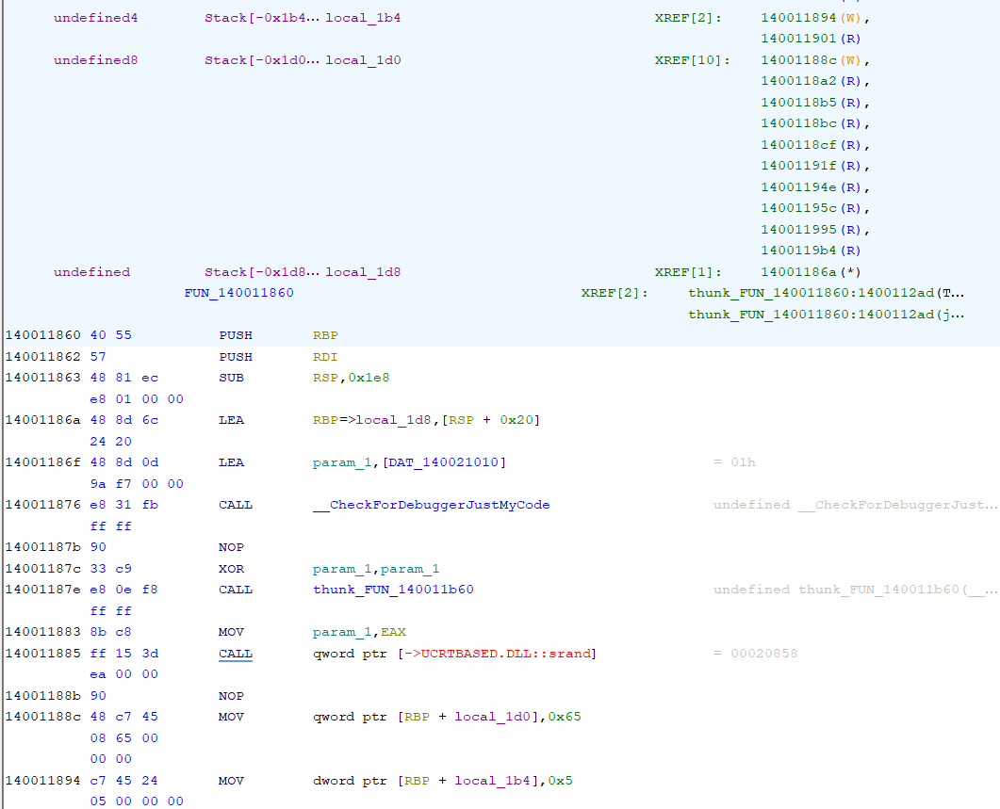 undefined4 Stack[-0x1b4... local_1b4 XREF[2]: 140011894(W),
140011901(R)
undefined8 Stack[-0x1d0... local_1d0 XREF[10]: 14001188c(W),
1400118a2(R),
1400118b5(R),
1400118bc(R),
1400118cf(R),
14001191f(R),
14001194e(R),
14001195c(R),
140011995(R),
1400119b4(R)
undefined Stack[-0x1d8... local_1d8 XREF[1]: 14001186a(*)
FUN_140011860 XREF[2]: thunk_FUN_140011860:1400112ad(T...
thunk_FUN_140011860:1400112ad(j...
140011860 40 55 PUSH RBP
140011862 57 PUSH RDI
140011863 48 81 ec SUB RSP,0x1e8
e8 01 00 00
14001186a 48 8d 6c LEA RBP=>local_1d8,[RSP + 0x20]
24 20
14001186f 48 8d 0d LEA param_1,[DAT_140021010] = 01h
9a f7 00 00
140011876 e8 31 fb CALL __CheckForDebuggerJustMyCode undefined __CheckForDebuggerJust...
ff ff
14001187b 90 NOP
14001187c 33 c9 XOR param_1,param_1
14001187e e8 0e f8 CALL thunk_FUN_140011b60 undefined thunk_FUN_140011b60(__...
ff ff
140011883 8b c8 MOV param_1,EAX
140011885 ff 15 3d CALL qword ptr [->UCRTBASED.DLL::srand] = 00020858
ea 00 00
14001188b 90 NOP
14001188c 48 c7 45 MOV qword ptr [RBP + local_1d0],0x65
08 65 00
00 00
140011894 c7 45 24 MOV dword ptr [RBP + local_1b4],0x5
05 00 00 00